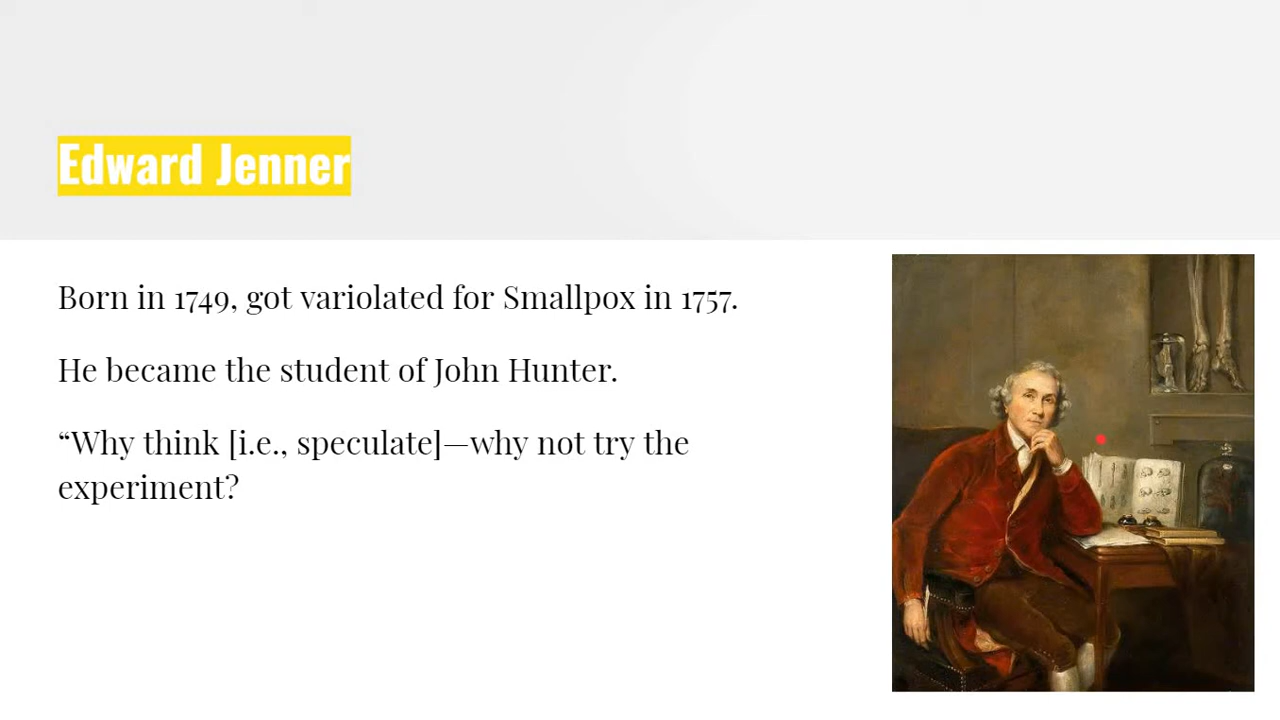 Edward Jenner
Born in 1749, got variolated for Smallpox in 1757.
He became the student of John Hunter.
“Why think [i.e., speculate]—why not try the
experiment?